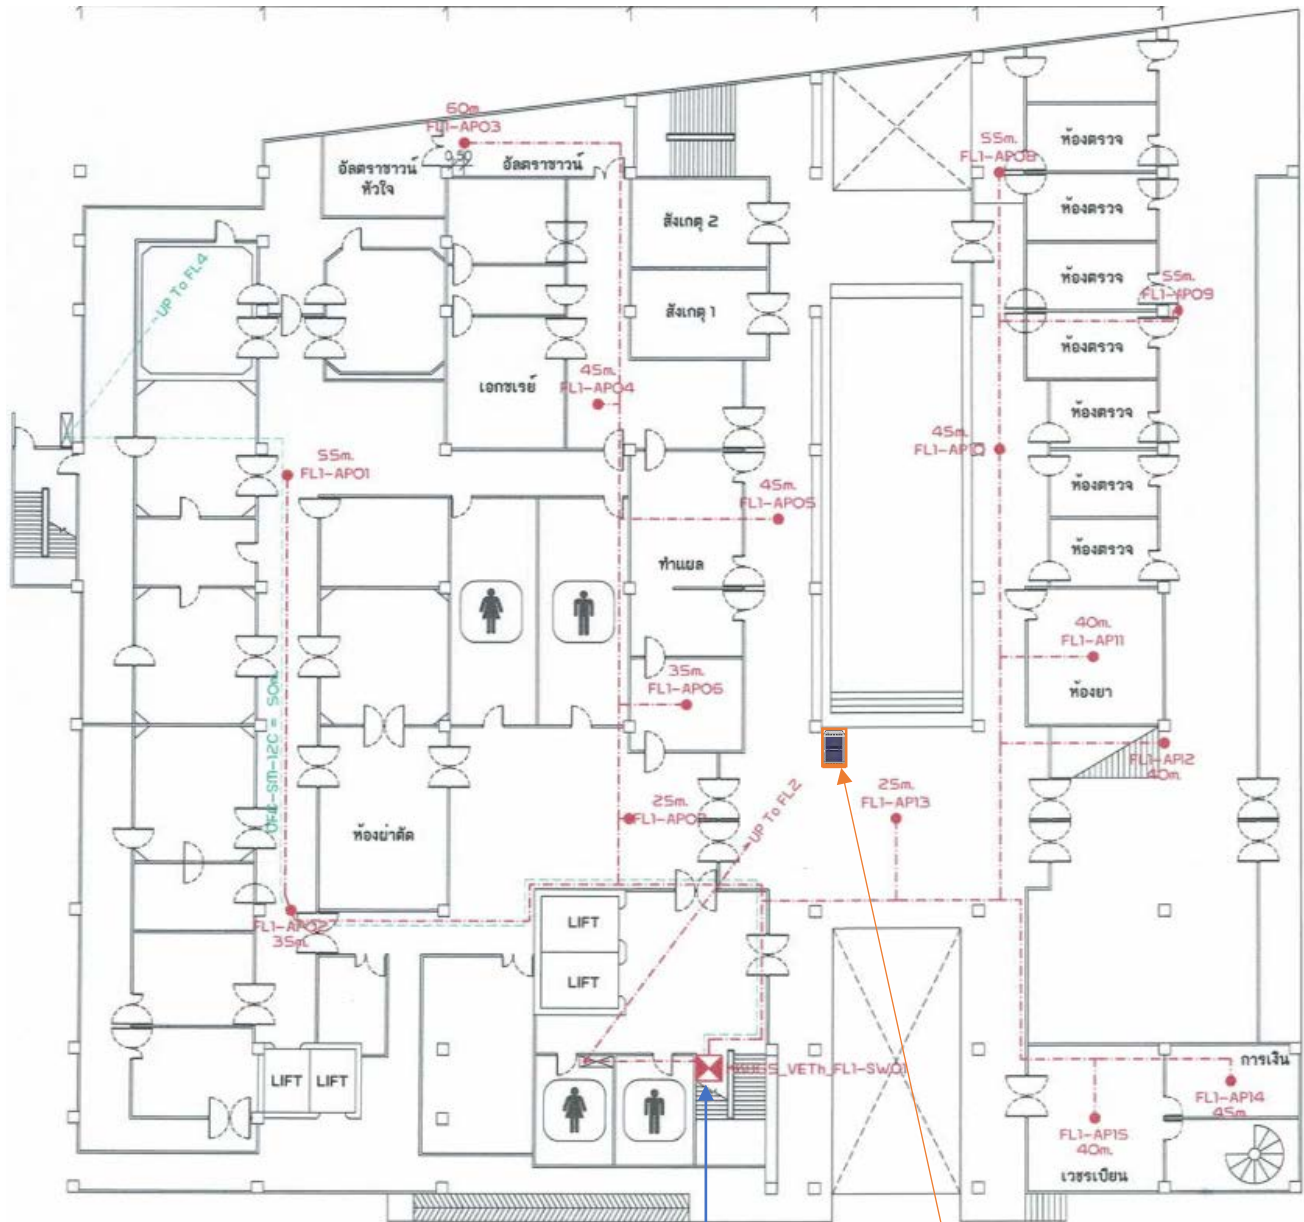 60m.
FL1-AP03
0.50
อัลตราซาวน์
หัวใจ
อัลตราซาวน์
55m.
FL1-AP08
ห้องตรวจ
สังเกตุ 2
ห้องตรวจ
UP To FL4
ห้องตรวจ
55m.
FL1-AP09
สังเกตุ 1
ห้องตรวจ
45m.
FL1-AP04
เอกซเรย์
ห้องตรวจ
45m.
FL1-AP10
55m.
FL1-AP01
45m.
FL1-AP05
ห้องตรวจ
ห้องตรวจ
ทำแผล
40m.
FL1-AP11
35m.
FL1-AP06
ห้องยา
= 50m.
FL1-AP12
40m.
25m.
UP To FL2
25m.
FL1-AP13
ห้องผ่าตัด
LIFT
FL1-AP02
35m.
LIFT
การเงิน
LIFT
LIFT
FL1-AP14
45m.
FL1-AP15
40m.
เวชระเบียน